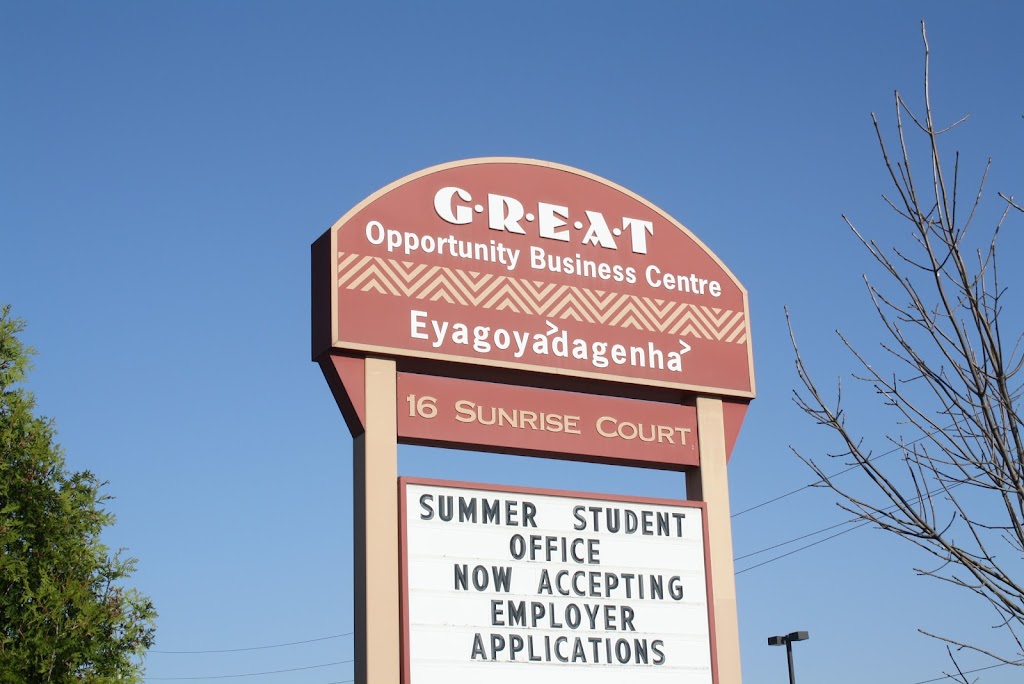 G·R·E·A·T
Opportunity Business Centre
Eyagoya>dagenha>
16 SUNRISE COURT
SUMMER STUDENT
OFFICE
NOW ACCEPTING
EMPLOYER
APPLICATIONS